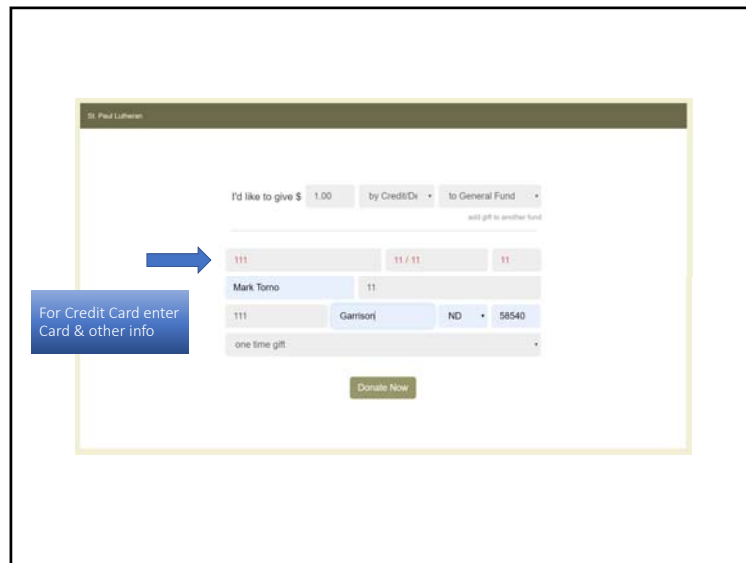 St. Paul Lutheran
I'd like to give $ 1.00 by Credit/De to General Fund
add gift to another fund
111 11 / 11 11
Mark Torno 11
For Credit Card enter
Card & other info
111 Garrison ND 58540
one time gift
Donate Now